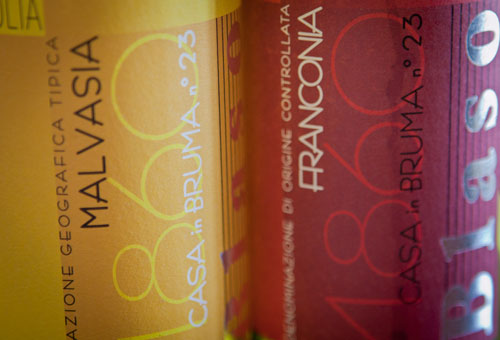 OLIA
AZIONE GEOGRAFICA TIPICA
MALVASIA
1860
CASA in BRUMA n° 23
Blaso
DENOMINAZIONE DI ORIGINE CONTROLLATA
FRANCONIA
1860
CASA in BRUMA n° 23
Blaso